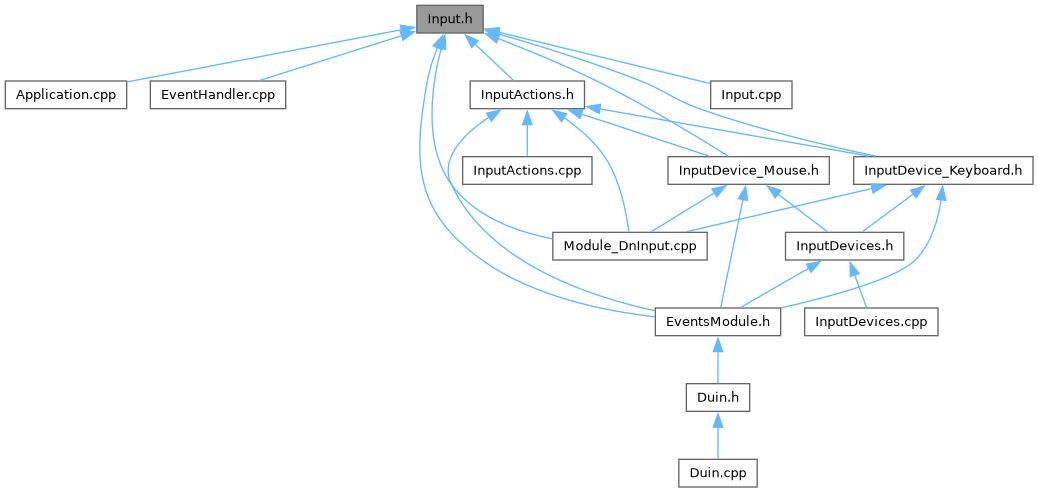 Input.h
Application.cpp
EventHandler.cpp
InputActions.h
Input.cpp
InputActions.cpp
InputDevice_Mouse.h
InputDevice_Keyboard.h
Module_DnInput.cpp
InputDevices.h
EventsModule.h
InputDevices.cpp
Duin.h
Duin.cpp